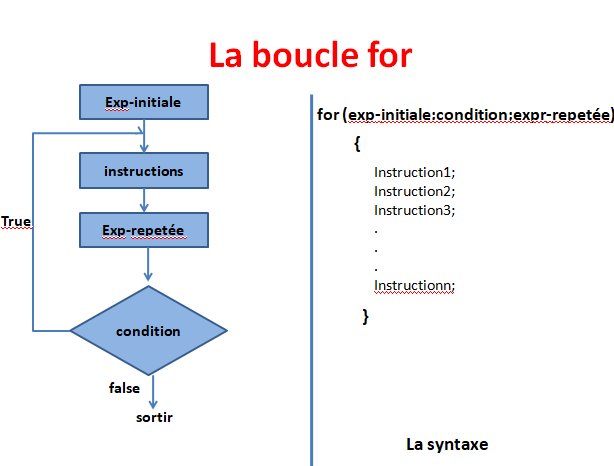 La boucle for
Exp-initiale
instructions
Exp-repetée
condition
True
false
sortir
for (exp-initiale;condition;expr-repetée)
{
Instruction1;
Instruction2;
Instruction3;
.
.
.
Instructionn;
}
La syntaxe